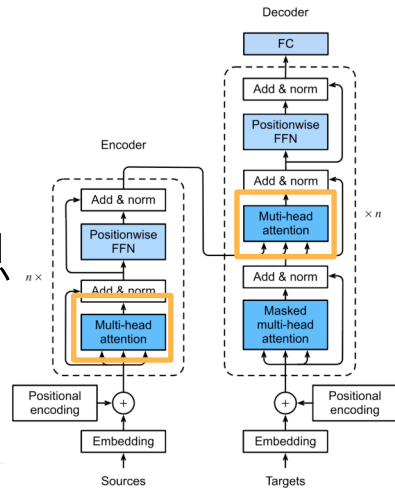 Decoder
FC
Add & norm
Positionwise
FFN
Add & norm
Muti-head
attention
× n
Add & norm
Masked
multi-head
attention
Positional
encoding
+
Embedding
Targets
Encoder
Add & norm
Positionwise
FFN
n ×
Add & norm
Multi-head
attention
Positional
encoding
+
Embedding
Sources